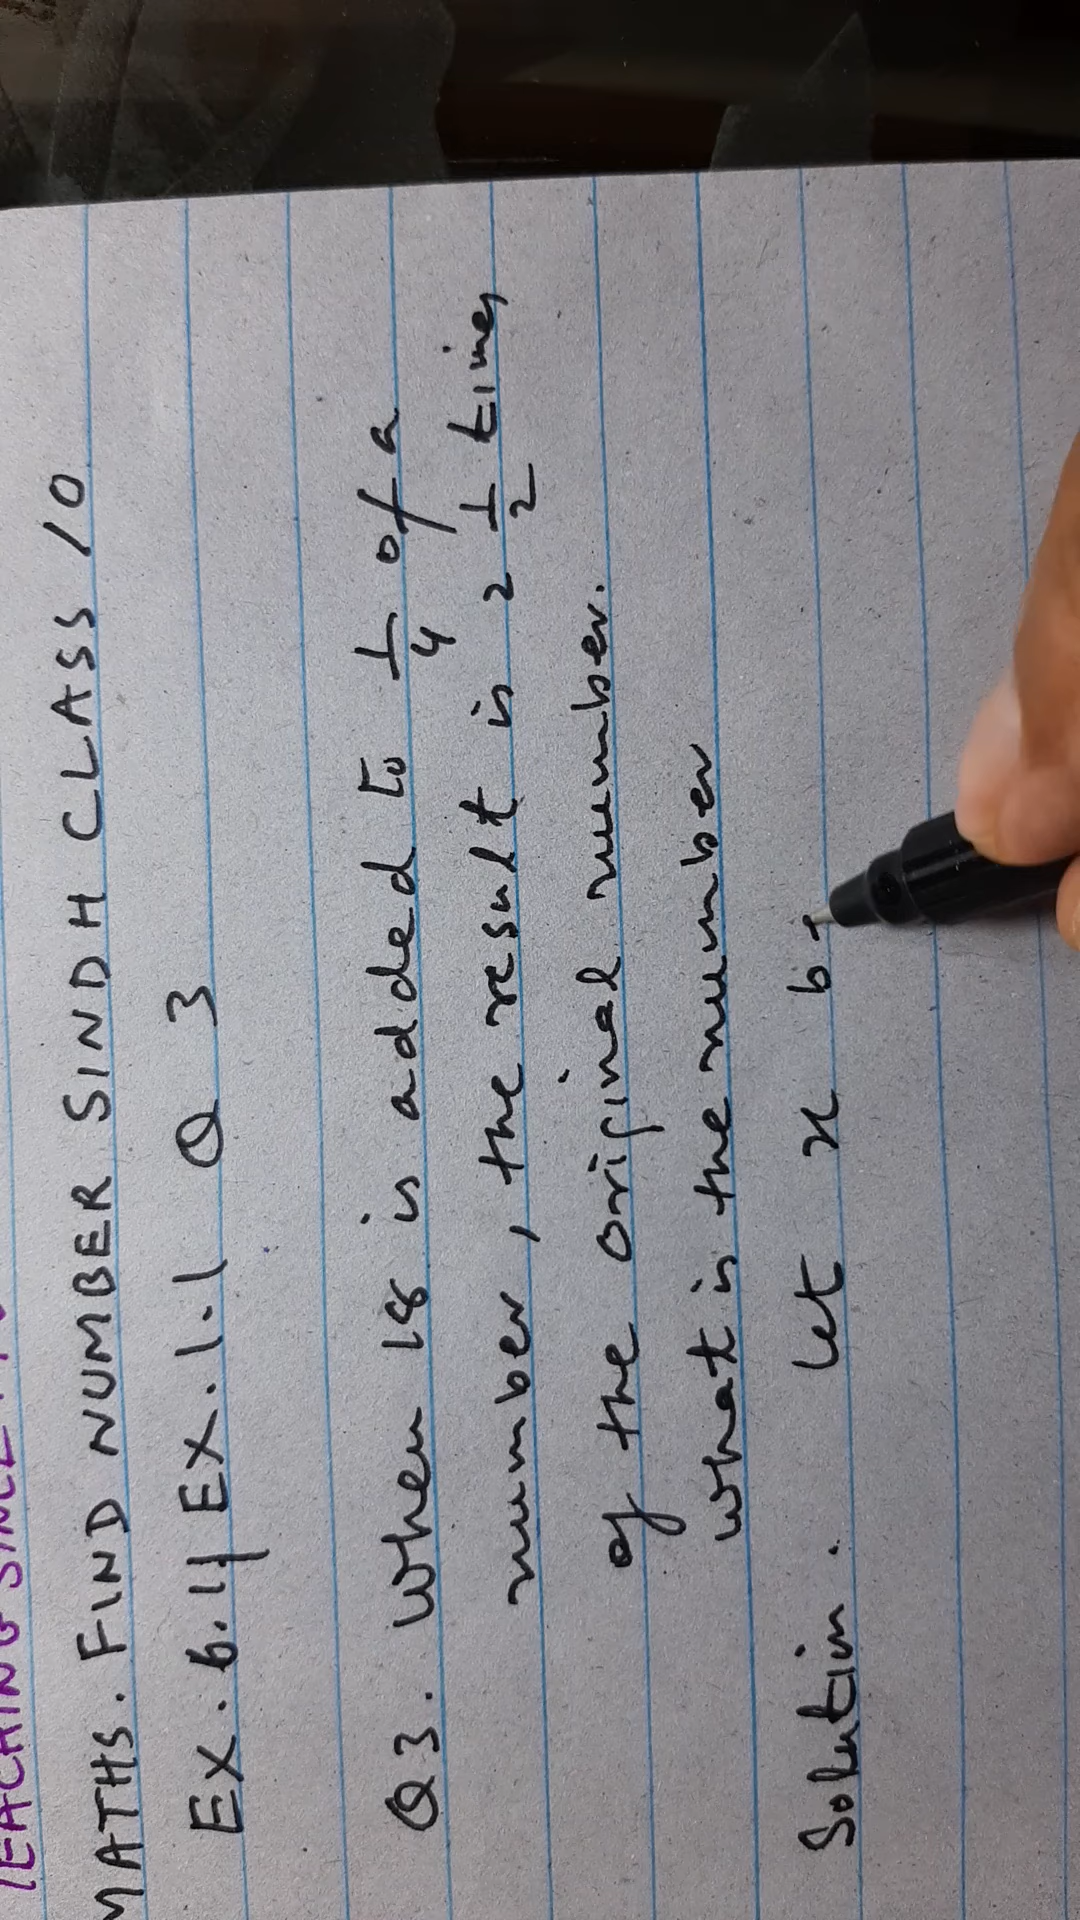 MATHS. FIND NUMBER SINDH CLASS 10
EX. 6.1 / EX. 1.1 Q 3
Q3. When 18 is added to 1/4 of a
number, the result is 2 1/2 times
of the original number.
What is the number
Solution. Let x be